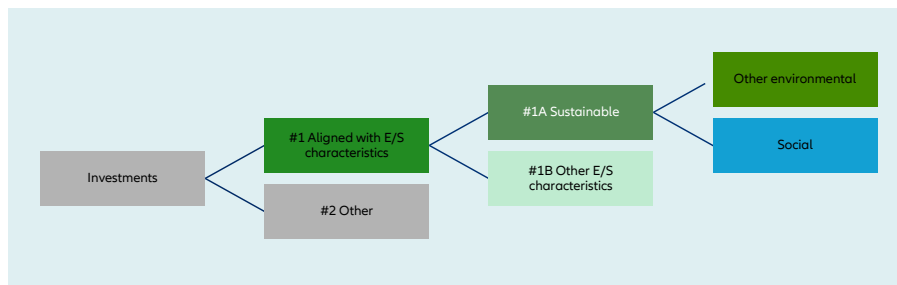 Investments
#1 Aligned with E/S
characteristics
#2 Other
#1A Sustainable
#1B Other E/S
characteristics
Other environmental
Social